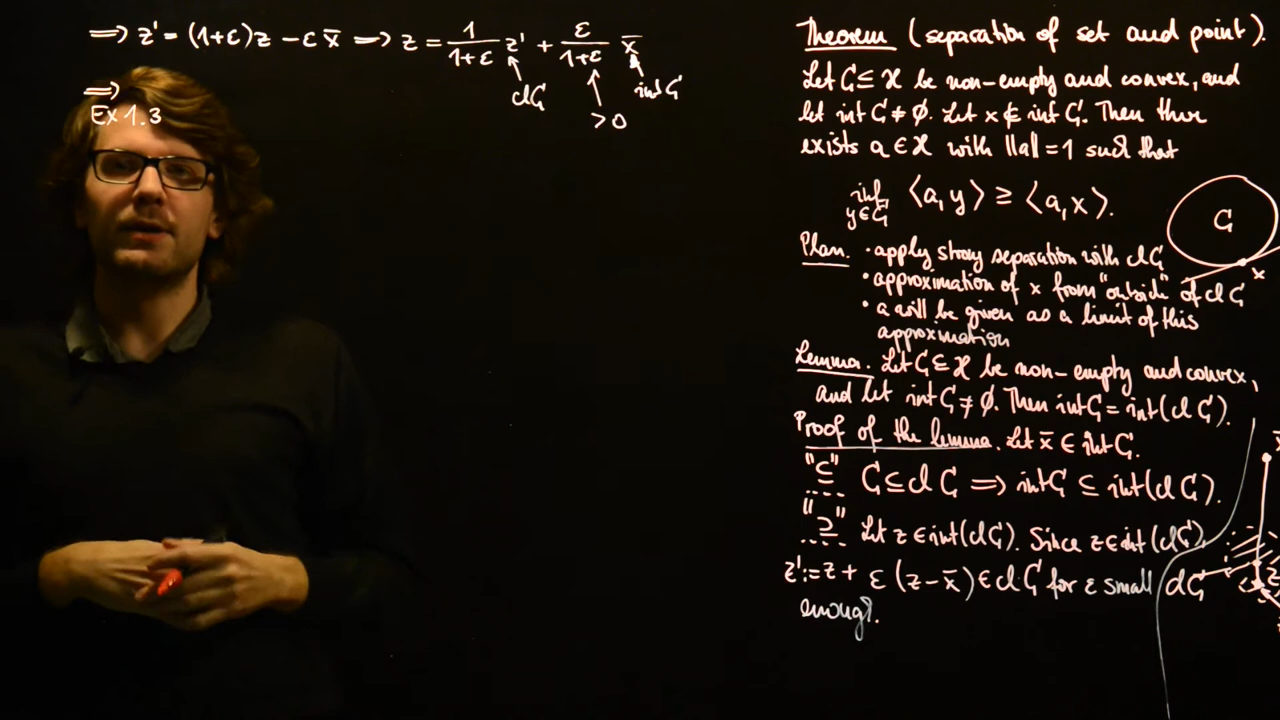 ⟹ z' = (1+ε)z − εx̄ ⟹ z = 1/(1+ε) z' + ε/(1+ε) x̄
cl C
>0
int C
⟹
Ex 1.3
Theorem (separation of set and point).
Let C ⊆ H be non-empty and convex, and
let int C ≠ ∅. Let x ∉ int C. Then there
exists a ∈ H with ||a|| = 1 such that
inf y∈C ⟨a, y⟩ ≥ ⟨a, x⟩.
C
x
Plan. • apply strong separation with cl C
• approximation of x from "outside" of cl C
• a will be given as a limit of this
approximation
Lemma. Let C ⊆ H be non-empty and convex,
and let int C ≠ ∅. Then int C = int(cl C).
Proof of the lemma. Let x̄ ∈ int C.
"⊆" C ⊆ cl C ⟹ int C ⊆ int(cl C).
"⊇" Let z ∈ int(cl C). Since z ∈ int(cl C),
z' := z + ε(z − x̄) ∈ cl C for ε small
enough.
cl C